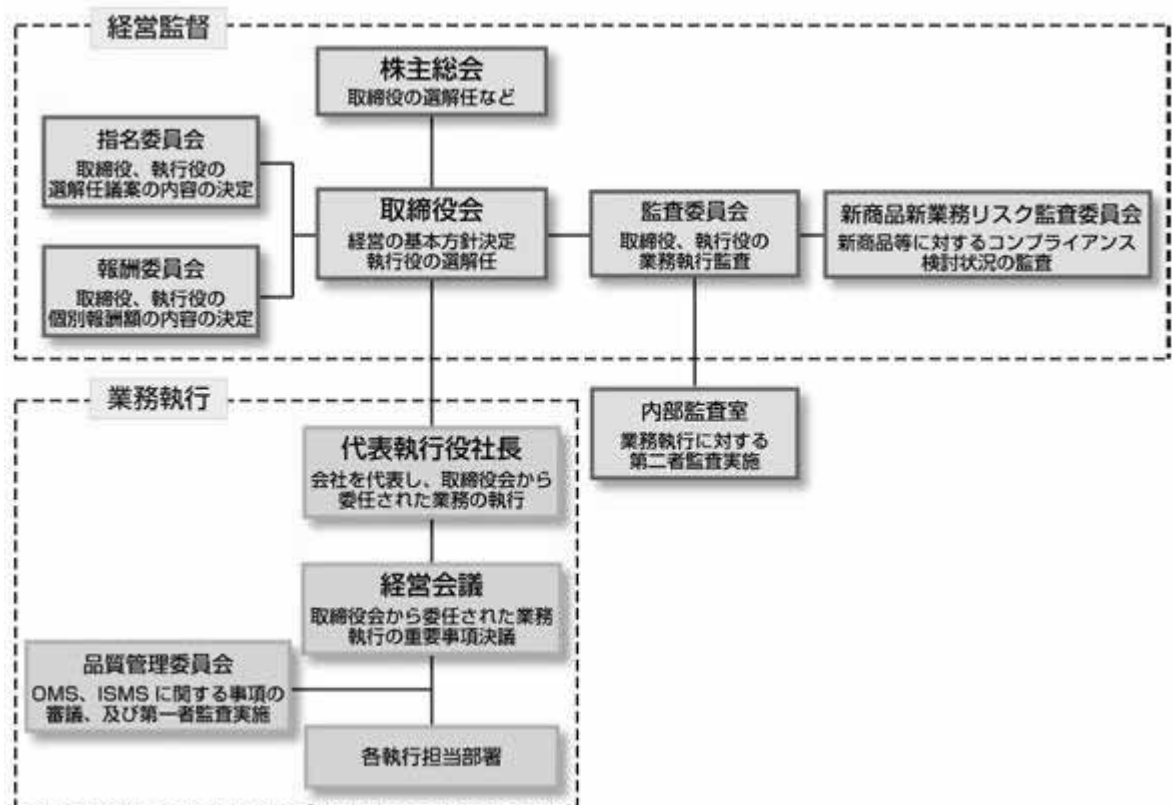 経営監督
株主総会
取締役の選解任など
指名委員会
取締役、執行役の
選解任議案の内容の決定
取締役会
経営の基本方針決定
執行役の選解任
監査委員会
取締役、執行役の
業務執行監査
新商品新業務リスク監査委員会
新商品等に対するコンプライアンス
検討状況の監査
報酬委員会
取締役、執行役の
個別報酬額の内容の決定
業務執行
内部監査室
業務執行に対する
第二者監査実施
代表執行役社長
会社を代表し、取締役会から
委任された業務の執行
経営会議
取締役会から委任された業務
執行の重要事項決議
品質管理委員会
OMS、ISMS に関する事項の
審議、及び第一者監査実施
各執行担当部署